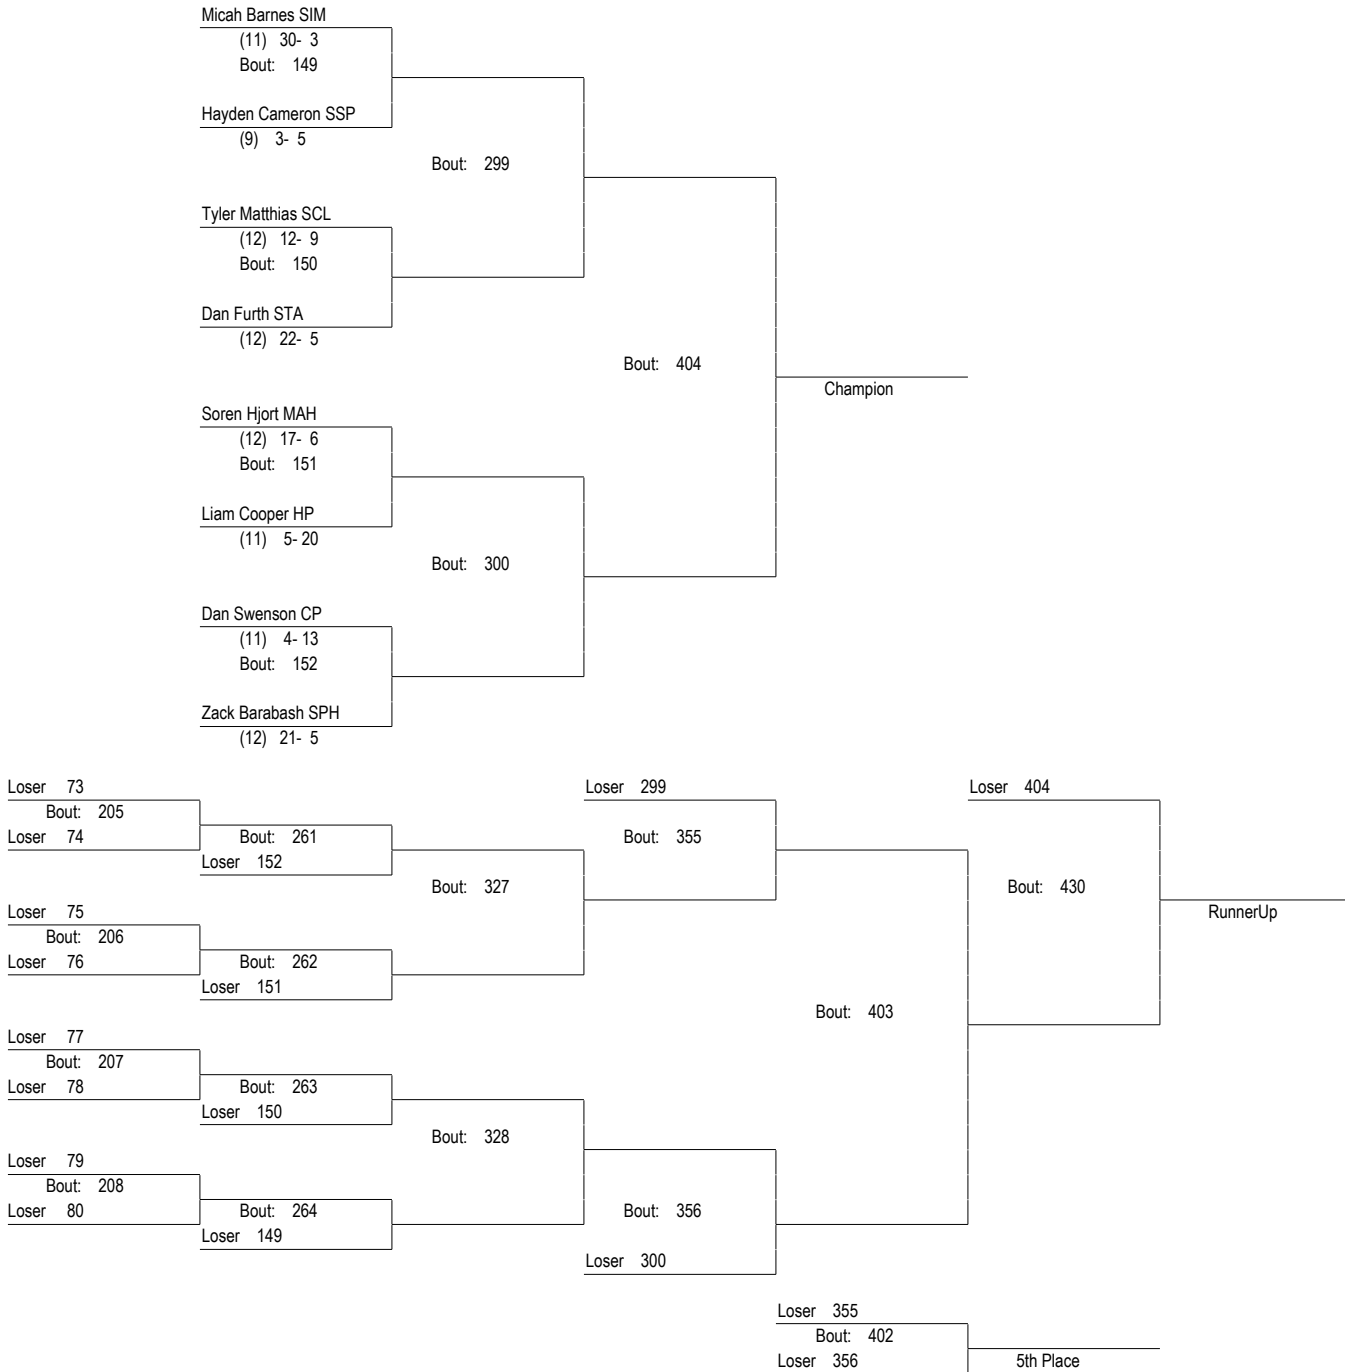 Micah Barnes SIM
(11) 30- 3
Bout: 149
Hayden Cameron SSP
(9) 3- 5
Bout: 299
Tyler Matthias SCL
(12) 12- 9
Bout: 150
Dan Furth STA
(12) 22- 5
Bout: 404
Champion
Soren Hjort MAH
(12) 17- 6
Bout: 151
Liam Cooper HP
(11) 5- 20
Bout: 300
Dan Swenson CP
(11) 4- 13
Bout: 152
Zack Barabash SPH
(12) 21- 5
Loser 73
Bout: 205
Loser 74
Bout: 261
Loser 152
Bout: 327
Loser 75
Bout: 206
Loser 76
Bout: 262
Loser 151
Loser 299
Bout: 355
Loser 404
Bout: 430
RunnerUp
Bout: 403
Loser 77
Bout: 207
Loser 78
Bout: 263
Loser 150
Bout: 328
Loser 79
Bout: 208
Loser 80
Bout: 264
Loser 149
Bout: 356
Loser 300
Loser 355
Bout: 402
Loser 356
5th Place